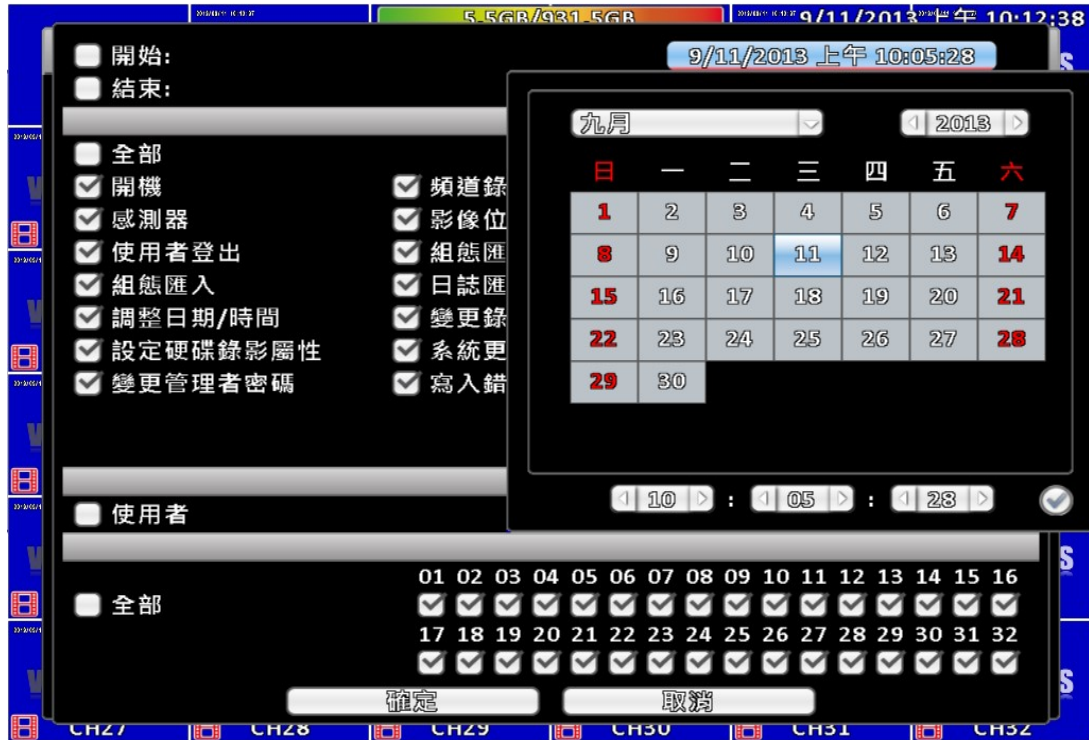 5.5GB/931.5GB
9/11/2013 上午 10:12:38
開始:
9/11/2013 上午 10:05:28
結束:
九月 2013
日 一 二 三 四 五 六
1 2 3 4 5 6 7
8 9 10 11 12 13 14
15 16 17 18 19 20 21
22 23 24 25 26 27 28
29 30
10 : 05 : 28
全部
開機 頻道錄
感測器 影像位
使用者登出 組態匯
組態匯入 日誌匯
調整日期/時間 變更錄
設定硬碟錄影屬性 系統更
變更管理者密碼 寫入錯
使用者
01 02 03 04 05 06 07 08 09 10 11 12 13 14 15 16
全部
17 18 19 20 21 22 23 24 25 26 27 28 29 30 31 32
確定 取消
CH27 CH28 CH29 CH30 CH31 CH32